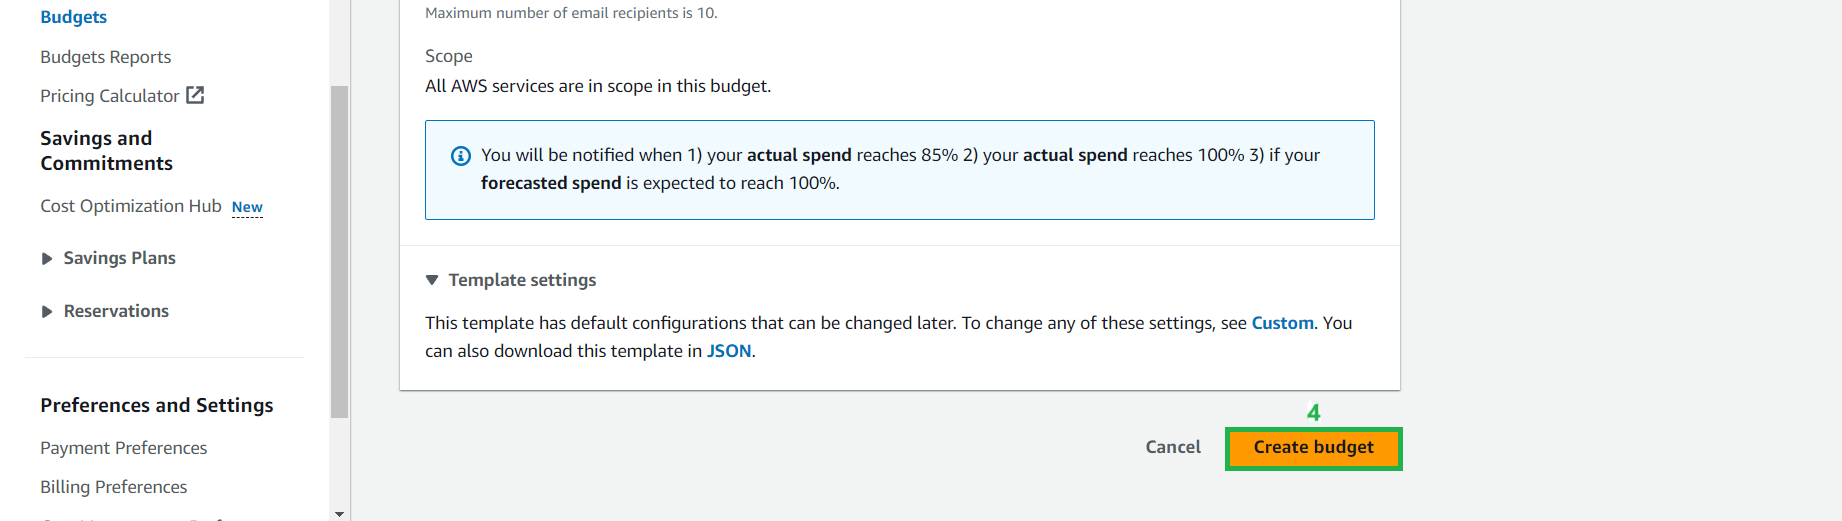 Budgets
Budgets Reports
Pricing Calculator
Savings and
Commitments
Cost Optimization Hub New
Savings Plans
Reservations
Preferences and Settings
Payment Preferences
Billing Preferences
Maximum number of email recipients is 10.
Scope
All AWS services are in scope in this budget.
You will be notified when 1) your actual spend reaches 85% 2) your actual spend reaches 100% 3) if your
forecasted spend is expected to reach 100%.
Template settings
This template has default configurations that can be changed later. To change any of these settings, see Custom. You
can also download this template in JSON.
4
Cancel Create budget